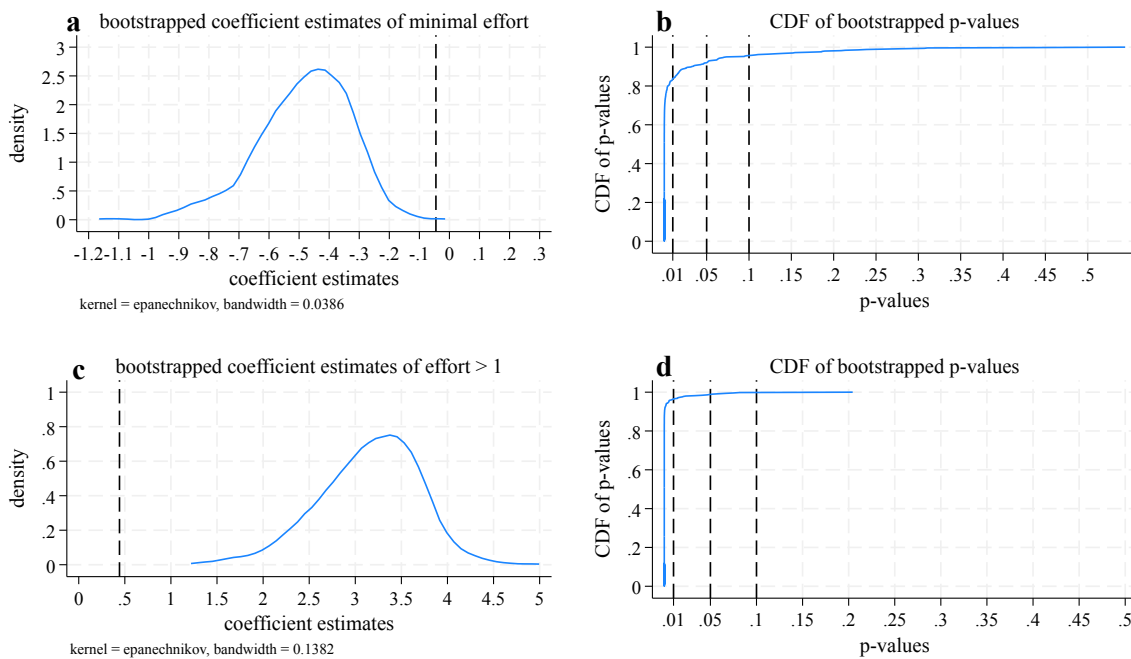 a bootstrapped coefficient estimates of minimal effort
density
3
2.5
2
1.5
1
.5
0
-1.2 -1.1 -1 -.9 -.8 -.7 -.6 -.5 -.4 -.3 -.2 -.1 0 .1 .2 .3
coefficient estimates
kernel = epanechnikov, bandwidth = 0.0386
b CDF of bootstrapped p-values
CDF of p-values
1
.8
.6
.4
.2
0
.01 .05 .1 .15 .2 .25 .3 .35 .4 .45 .5
p-values
c bootstrapped coefficient estimates of effort > 1
density
1
.8
.6
.4
.2
0
0 .5 1 1.5 2 2.5 3 3.5 4 4.5 5
coefficient estimates
kernel = epanechnikov, bandwidth = 0.1382
d CDF of bootstrapped p-values
CDF of p-values
1
.8
.6
.4
.2
0
.01 .05 .1 .15 .2 .25 .3 .35 .4 .45 .5
p-values